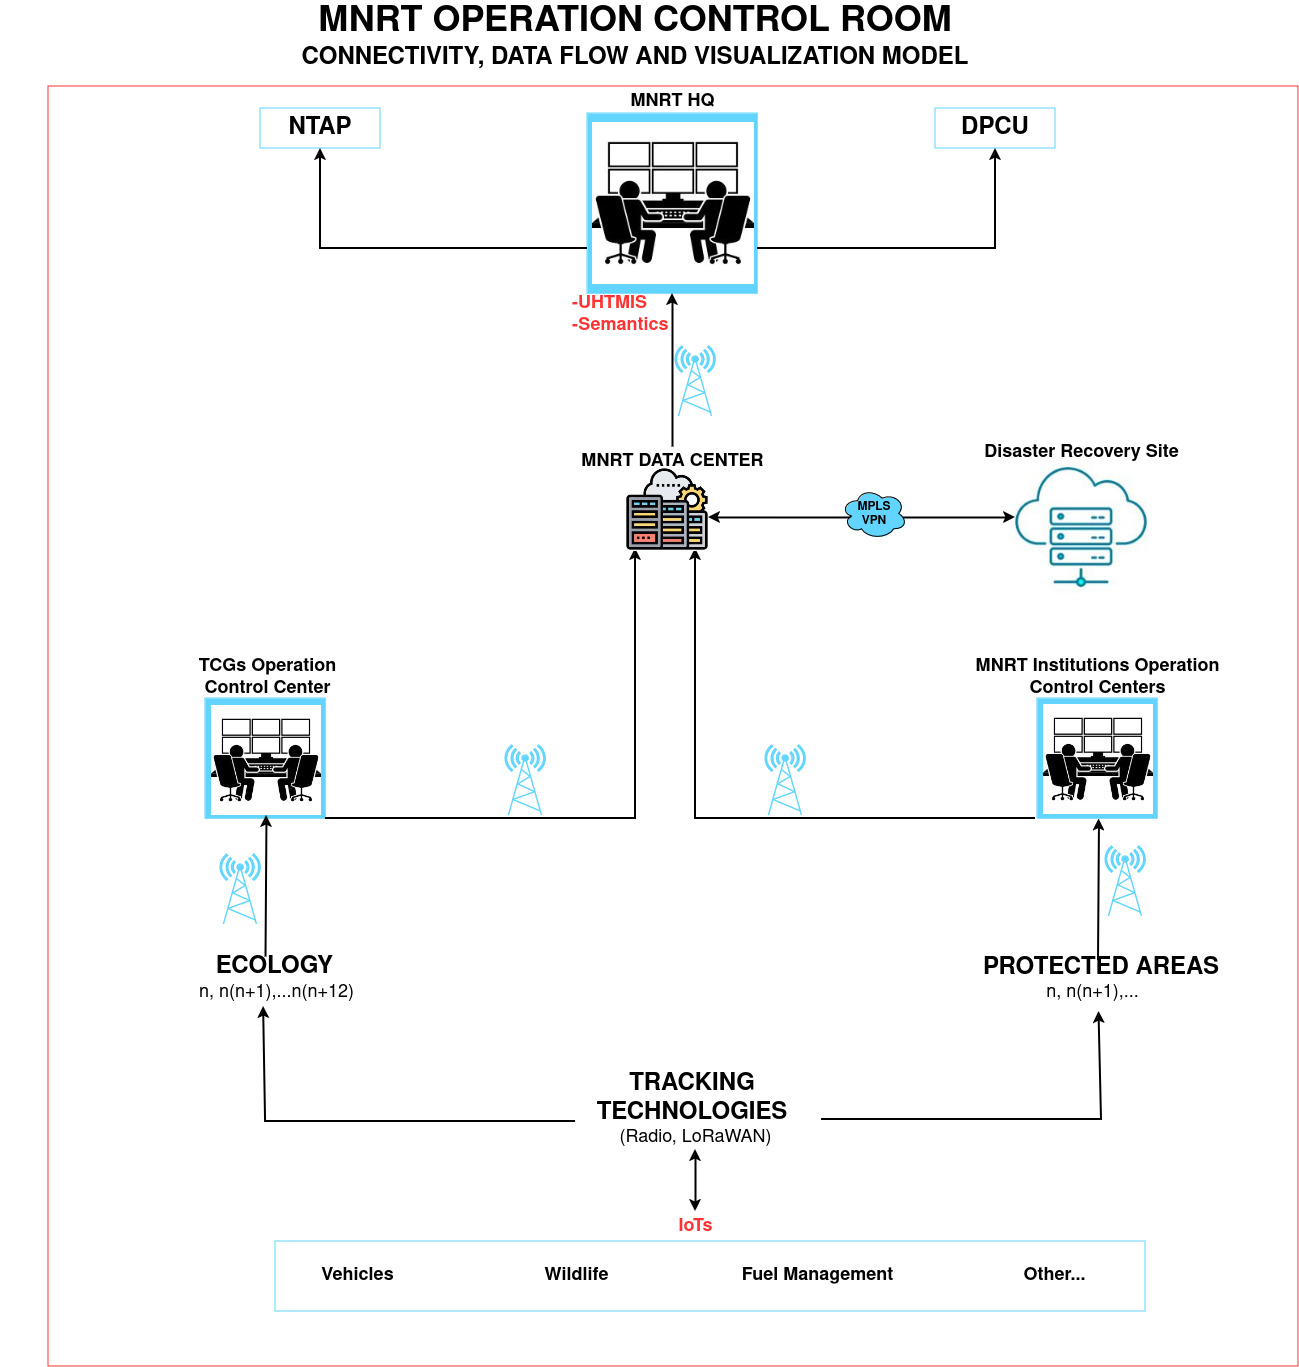 MNRT OPERATION CONTROL ROOM
CONNECTIVITY, DATA FLOW AND VISUALIZATION MODEL
MNRT HQ
NTAP
DPCU
-UHTMIS
-Semantics
MNRT DATA CENTER
Disaster Recovery Site
MPLS
VPN
TCGs Operation
Control Center
MNRT Institutions Operation
Control Centers
ECOLOGY
n, n(n+1),...n(n+12)
PROTECTED AREAS
n, n(n+1),...
TRACKING
TECHNOLOGIES
(Radio, LoRaWAN)
IoTs
Vehicles
Wildlife
Fuel Management
Other...